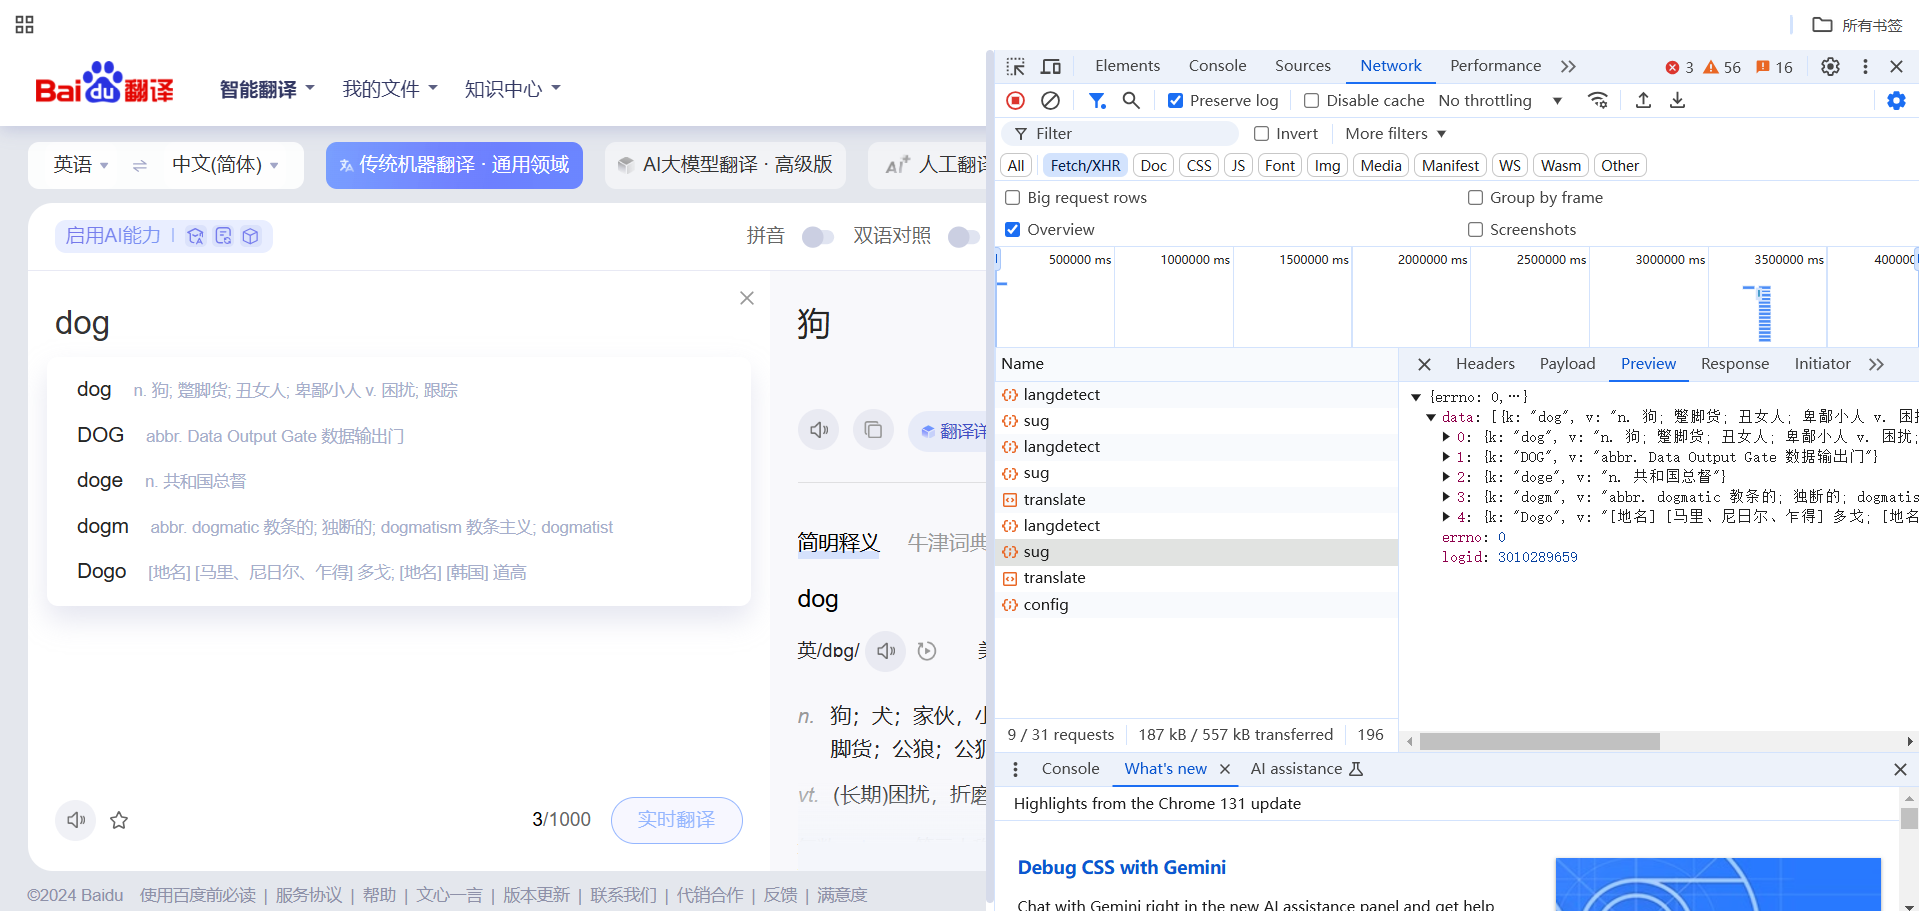 所有书签
Bai du 翻译
智能翻译 我的文件 知识中心
英语 中文(简体) 传统机器翻译 · 通用领域 AI大模型翻译 · 高级版 AI+ 人工翻译
启用AI能力 拼音 双语对照
dog
狗
dog n. 狗; 蹩脚货; 丑女人; 卑鄙小人 v. 困扰; 跟踪
DOG abbr. Data Output Gate 数据输出门
doge n. 共和国总督
dogm abbr. dogmatic 教条的; 独断的; dogmatism 教条主义; dogmatist
Dogo [地名] [马里、尼日尔、乍得] 多戈; [地名] [韩国] 道高
翻译详
简明释义 牛津词典
dog
英/dɒg/
n. 狗；犬；家伙，小
脚货；公狼；公狐
vt. (长期)困扰，折磨
3/1000 实时翻译
©2024 Baidu 使用百度前必读 | 服务协议 | 帮助 | 文心一言 | 版本更新 | 联系我们 | 代销合作 | 反馈 | 满意度
Elements Console Sources Network Performance 3 56 16
Preserve log Disable cache No throttling
Filter Invert More filters
All Fetch/XHR Doc CSS JS Font Img Media Manifest WS Wasm Other
Big request rows Group by frame
Overview Screenshots
500000 ms 1000000 ms 1500000 ms 2000000 ms 2500000 ms 3000000 ms 3500000 ms 400000
Name
langdetect
sug
langdetect
sug
translate
langdetect
sug
translate
config
9 / 31 requests 187 kB / 557 kB transferred 196
Headers Payload Preview Response Initiator
{errno: 0,…}
data: [{k: "dog", v: "n. 狗; 蹩脚货; 丑女人; 卑鄙小人 v. 困扰
0: {k: "dog", v: "n. 狗; 蹩脚货; 丑女人; 卑鄙小人 v. 困扰;
1: {k: "DOG", v: "abbr. Data Output Gate 数据输出门"}
2: {k: "doge", v: "n. 共和国总督"}
3: {k: "dogm", v: "abbr. dogmatic 教条的; 独断的; dogmatis
4: {k: "Dogo", v: "[地名] [马里、尼日尔、乍得] 多戈; [地名
errno: 0
logid: 3010289659
Console What's new AI assistance
Highlights from the Chrome 131 update
Debug CSS with Gemini
Chat with Gemini right in the new AI assistance panel and get help